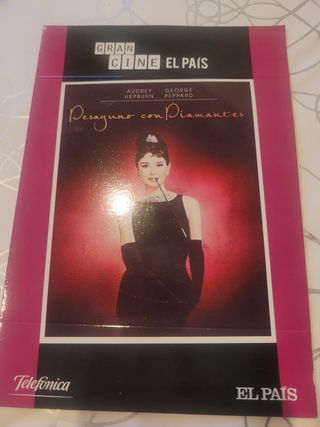 GRAN
CINE EL PAÍS
AUDREY HEPBURN GEORGE PEPPARD
Desayuno con Diamantes
Telefónica
EL PAÍS